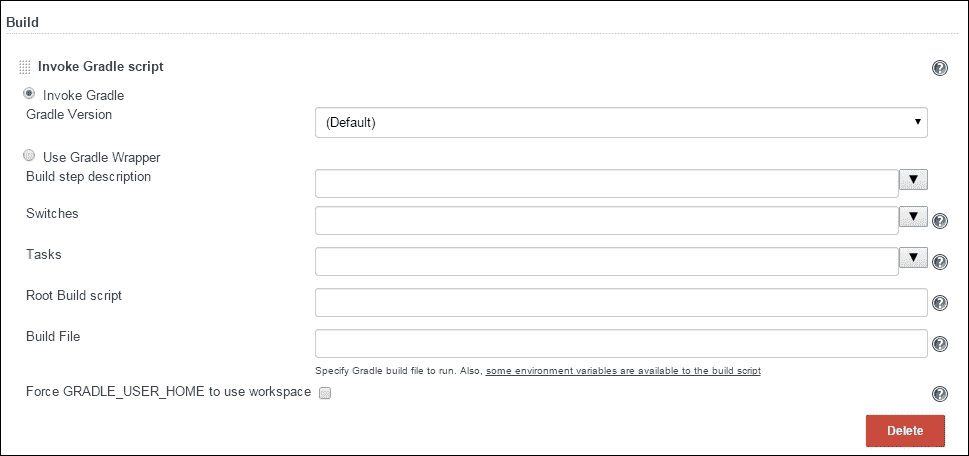 Build
Invoke Gradle script
Invoke Gradle
Gradle Version
(Default)
Use Gradle Wrapper
Build step description
Switches
Tasks
Root Build script
Build File
Specify Gradle build file to run. Also, some environment variables are available to the build script
Force GRADLE_USER_HOME to use workspace
Delete